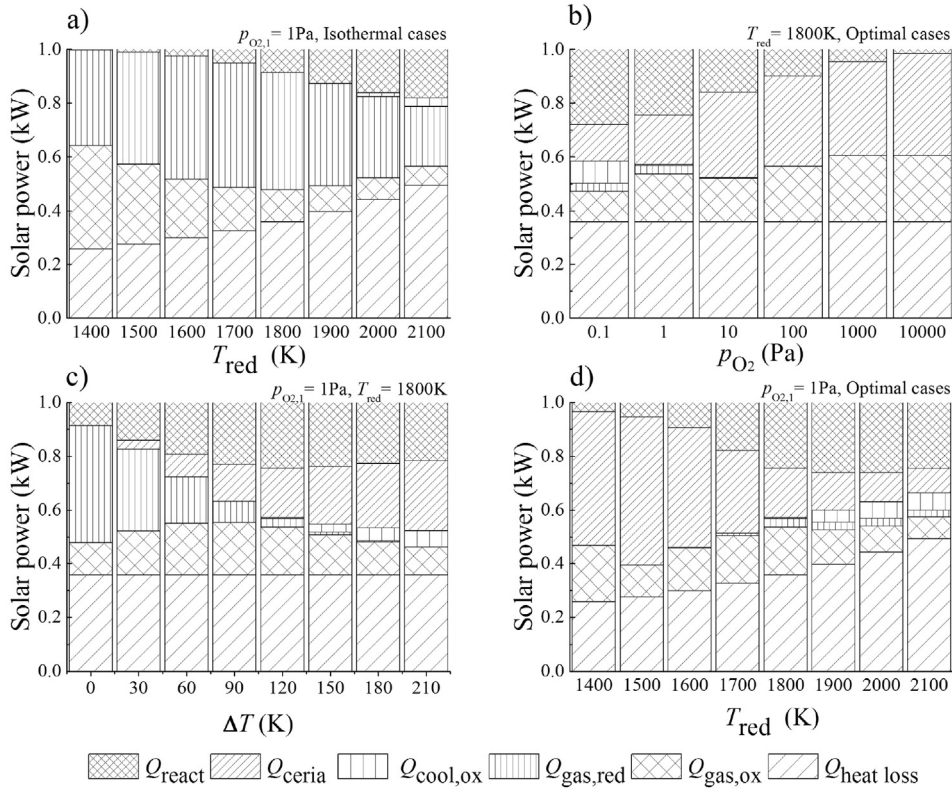 a)
p_O2,1 = 1Pa, Isothermal cases
Solar power (kW)
1.0
0.8
0.6
0.4
0.2
0.0
1400 1500 1600 1700 1800 1900 2000 2100
T_red (K)
b)
T_red = 1800K, Optimal cases
Solar power (kW)
1.0
0.8
0.6
0.4
0.2
0.0
0.1 1 10 100 1000 10000
p_O2 (Pa)
c)
p_O2,1 = 1Pa, T_red = 1800K
Solar power (kW)
1.0
0.8
0.6
0.4
0.2
0.0
0 30 60 90 120 150 180 210
ΔT (K)
d)
p_O2,1 = 1Pa, Optimal cases
Solar power (kW)
1.0
0.8
0.6
0.4
0.2
0.0
1400 1500 1600 1700 1800 1900 2000 2100
T_red (K)
Q_react Q_ceria Q_cool,ox Q_gas,red Q_gas,ox Q_heat loss